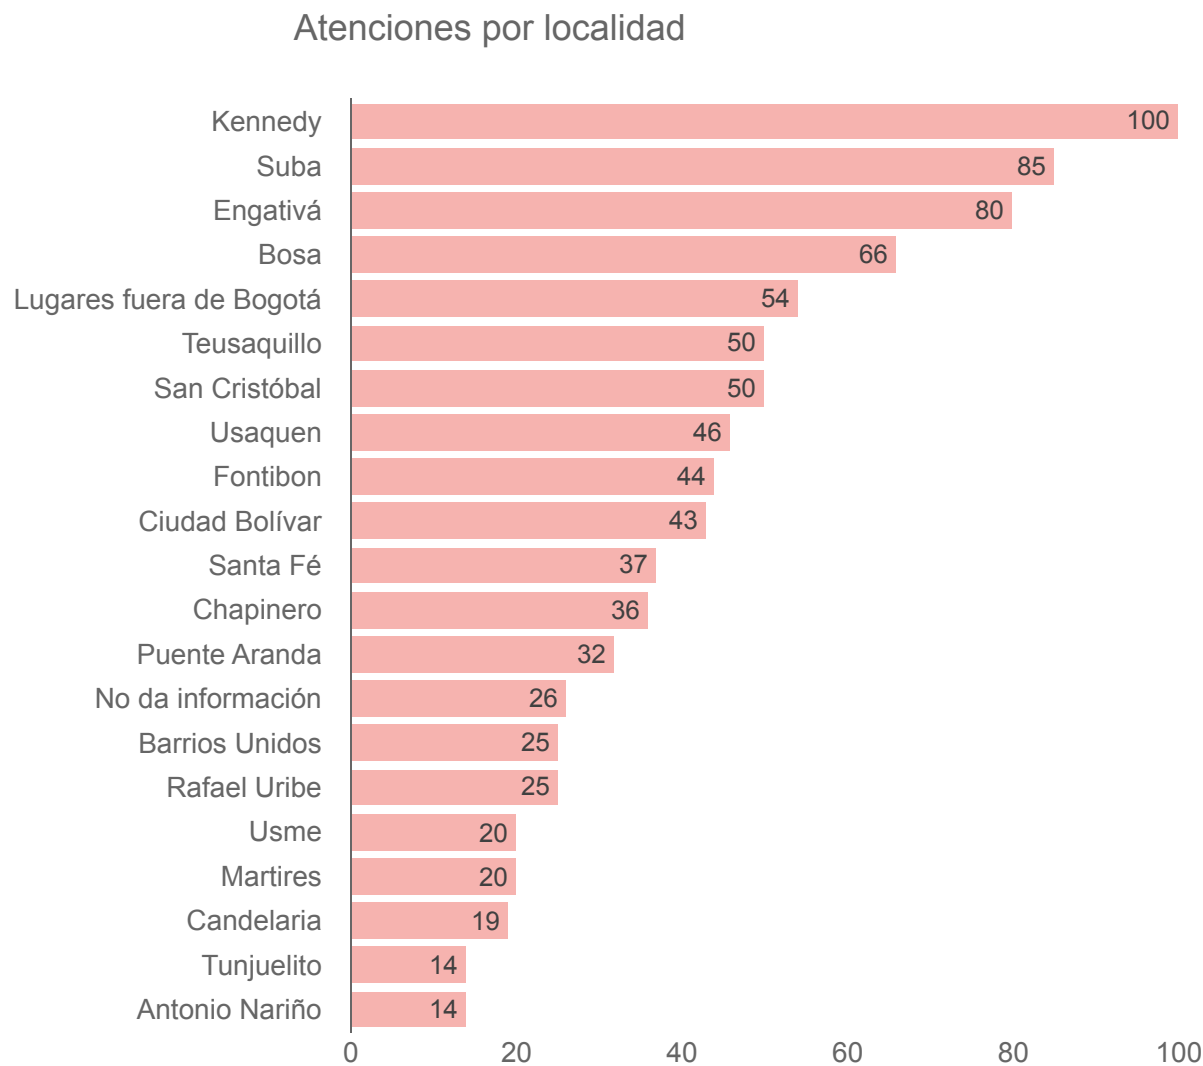 Atenciones por localidad
Kennedy 100
Suba 85
Engativá 80
Bosa 66
Lugares fuera de Bogotá 54
Teusaquillo 50
San Cristóbal 50
Usaquen 46
Fontibon 44
Ciudad Bolívar 43
Santa Fé 37
Chapinero 36
Puente Aranda 32
No da información 26
Barrios Unidos 25
Rafael Uribe 25
Usme 20
Martires 20
Candelaria 19
Tunjuelito 14
Antonio Nariño 14
0 20 40 60 80 100